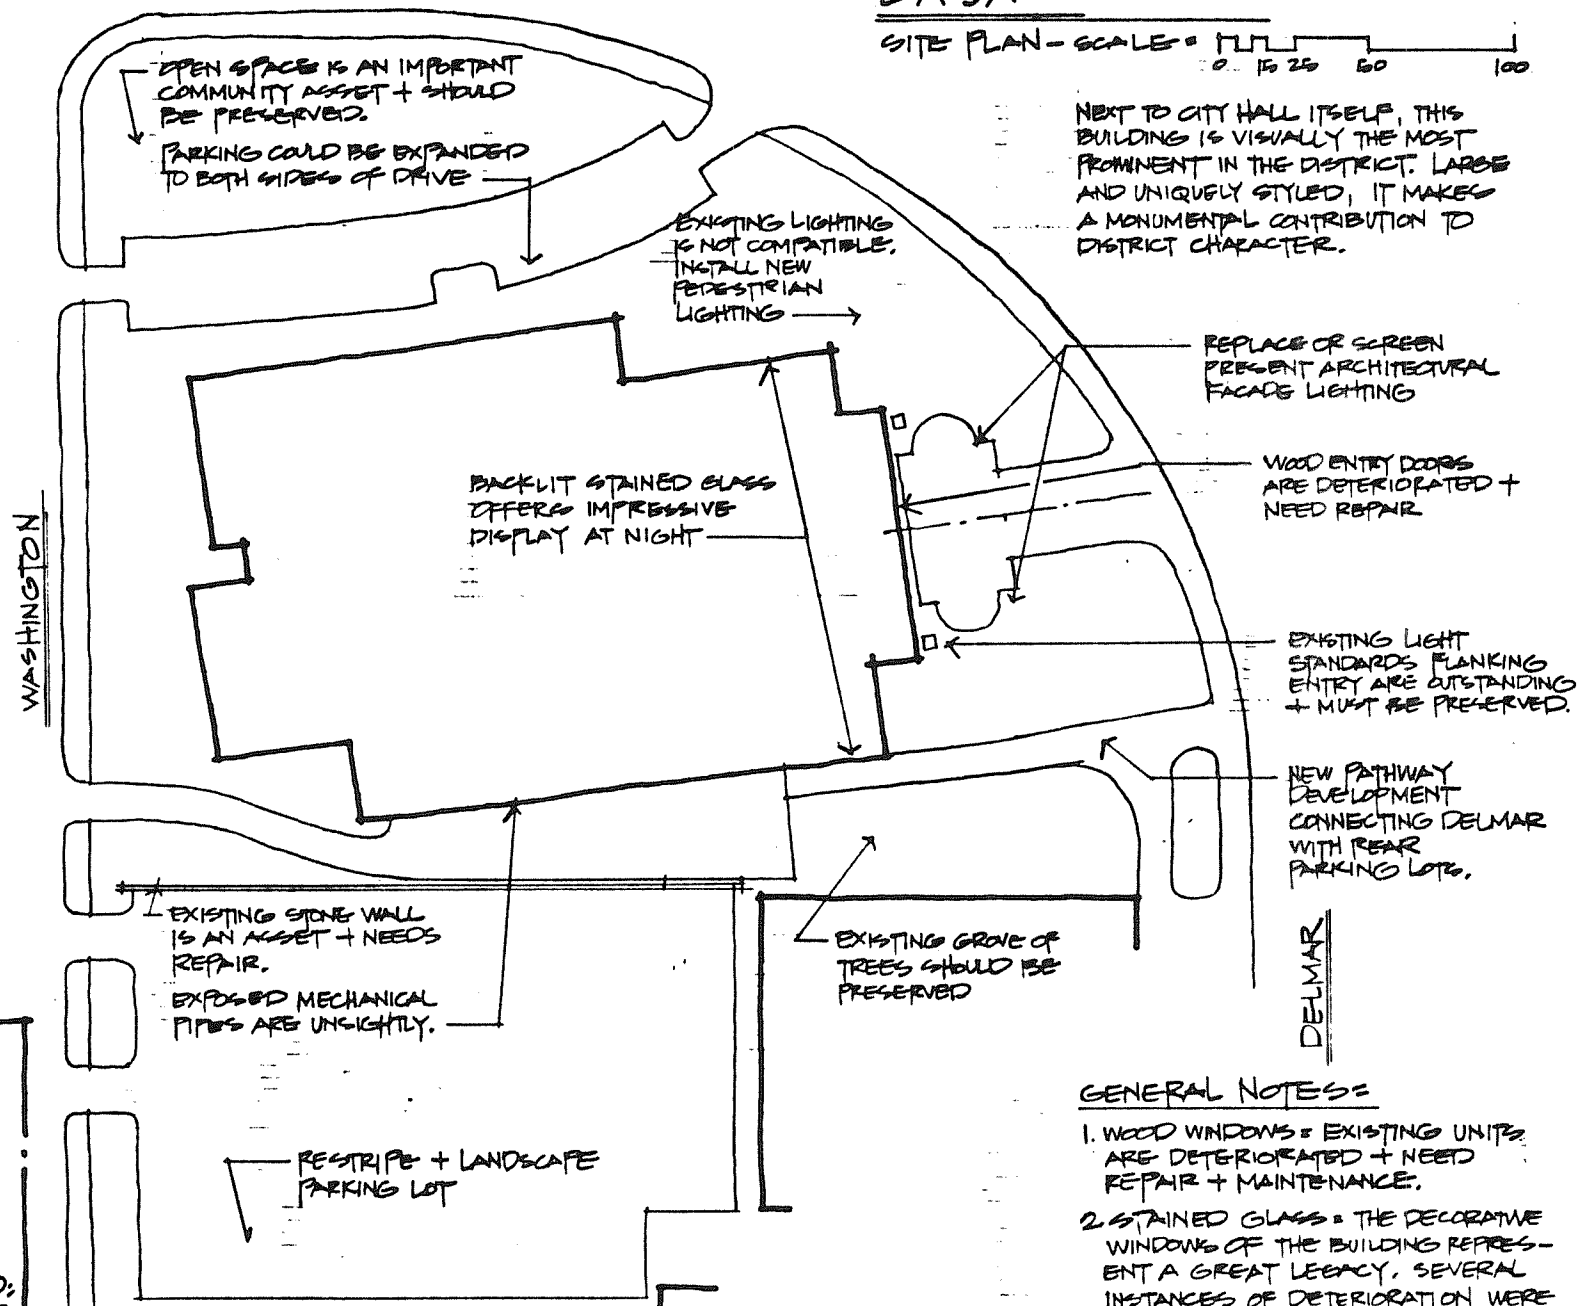 SITE PLAN - SCALE =
0 15 25 50 100
NEXT TO CITY HALL ITSELF, THIS
BUILDING IS VISUALLY THE MOST
PROMINENT IN THE DISTRICT. LARGE
AND UNIQUELY STYLED, IT MAKES
A MONUMENTAL CONTRIBUTION TO
DISTRICT CHARACTER.
OPEN SPACE IS AN IMPORTANT
COMMUNITY ASSET + SHOULD
BE PRESERVED.
PARKING COULD BE EXPANDED
TO BOTH SIDES OF DRIVE
EXISTING LIGHTING
IS NOT COMPATIBLE.
INSTALL NEW
PEDESTRIAN
LIGHTING
REPLACE OR SCREEN
PRESENT ARCHITECTURAL
FACADE LIGHTING
WOOD ENTRY DOORS
ARE DETERIORATED +
NEED REPAIR
BACKLIT STAINED GLASS
OFFERS IMPRESSIVE
DISPLAY AT NIGHT
WASHINGTON
EXISTING LIGHT
STANDARDS FLANKING
ENTRY ARE OUTSTANDING
+ MUST BE PRESERVED.
NEW PATHWAY
DEVELOPMENT
CONNECTING DELMAR
WITH REAR
PARKING LOTS.
EXISTING STONE WALL
IS AN ASSET + NEEDS
REPAIR.
EXPOSED MECHANICAL
PIPES ARE UNSIGHTLY.
EXISTING GROVE OF
TREES SHOULD BE
PRESERVED
DELMAR
RESTRIPE + LANDSCAPE
PARKING LOT
GENERAL NOTES=
1. WOOD WINDOWS = EXISTING UNITS
ARE DETERIORATED + NEED
REPAIR + MAINTENANCE.
2. STAINED GLASS = THE DECORATIVE
WINDOWS OF THE BUILDING REPRES-
ENT A GREAT LEGACY. SEVERAL
INSTANCES OF DETERIORATION WERE